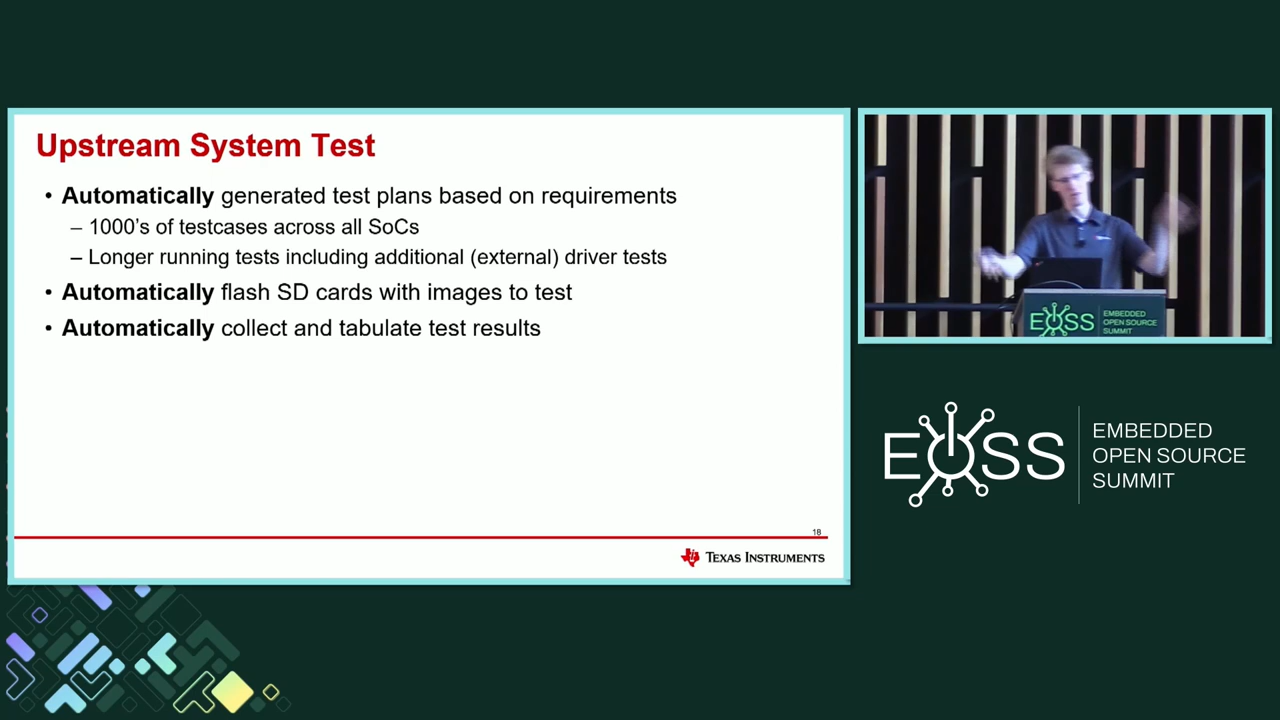 Upstream System Test
• Automatically generated test plans based on requirements
– 1000's of testcases across all SoCs
– Longer running tests including additional (external) driver tests
• Automatically flash SD cards with images to test
• Automatically collect and tabulate test results
18
TEXAS INSTRUMENTS
EOSS
EMBEDDED
OPEN SOURCE
SUMMIT
EOSS
EMBEDDED
OPEN SOURCE
SUMMIT